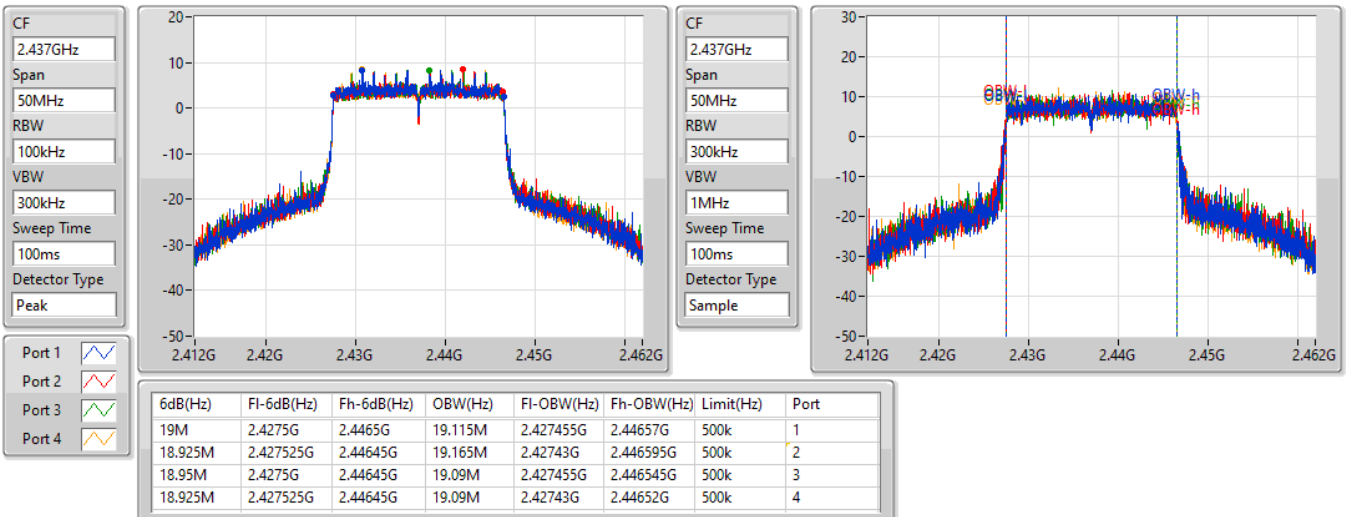 CF
2.437GHz
Span
50MHz
RBW
100kHz
VBW
300kHz
Sweep Time
100ms
Detector Type
Peak
20
10
0
-10
-20
-30
-40
-50
2.412G 2.42G 2.43G 2.44G 2.45G 2.462G
CF
2.437GHz
Span
50MHz
RBW
300kHz
VBW
1MHz
Sweep Time
100ms
Detector Type
Sample
30
20
10
0
-10
-20
-30
-40
-50
OBW-h
OBW-h
2.412G 2.42G 2.43G 2.44G 2.45G 2.462G
Port 1
Port 2
Port 3
Port 4
6dB(Hz) Fl-6dB(Hz) Fh-6dB(Hz) OBW(Hz) Fl-OBW(Hz) Fh-OBW(Hz) Limit(Hz) Port
19M 2.4275G 2.4465G 19.115M 2.427455G 2.44657G 500k 1
18.925M 2.427525G 2.44645G 19.165M 2.42743G 2.446595G 500k 2
18.95M 2.4275G 2.44645G 19.09M 2.427455G 2.446545G 500k 3
18.925M 2.427525G 2.44645G 19.09M 2.42743G 2.44652G 500k 4